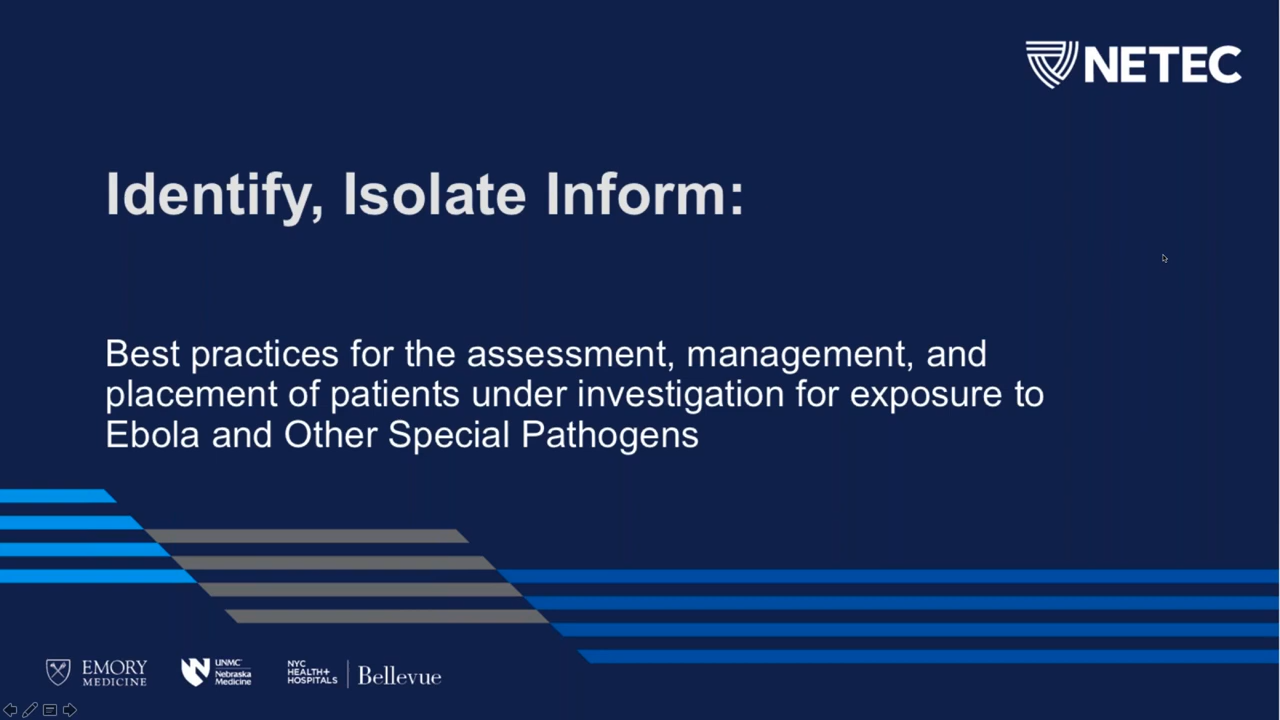 NETEC
Identify, Isolate Inform:
Best practices for the assessment, management, and
placement of patients under investigation for exposure to
Ebola and Other Special Pathogens
EMORY
MEDICINE
UNMC
Nebraska
Medicine
NYC
HEALTH+
HOSPITALS
Bellevue